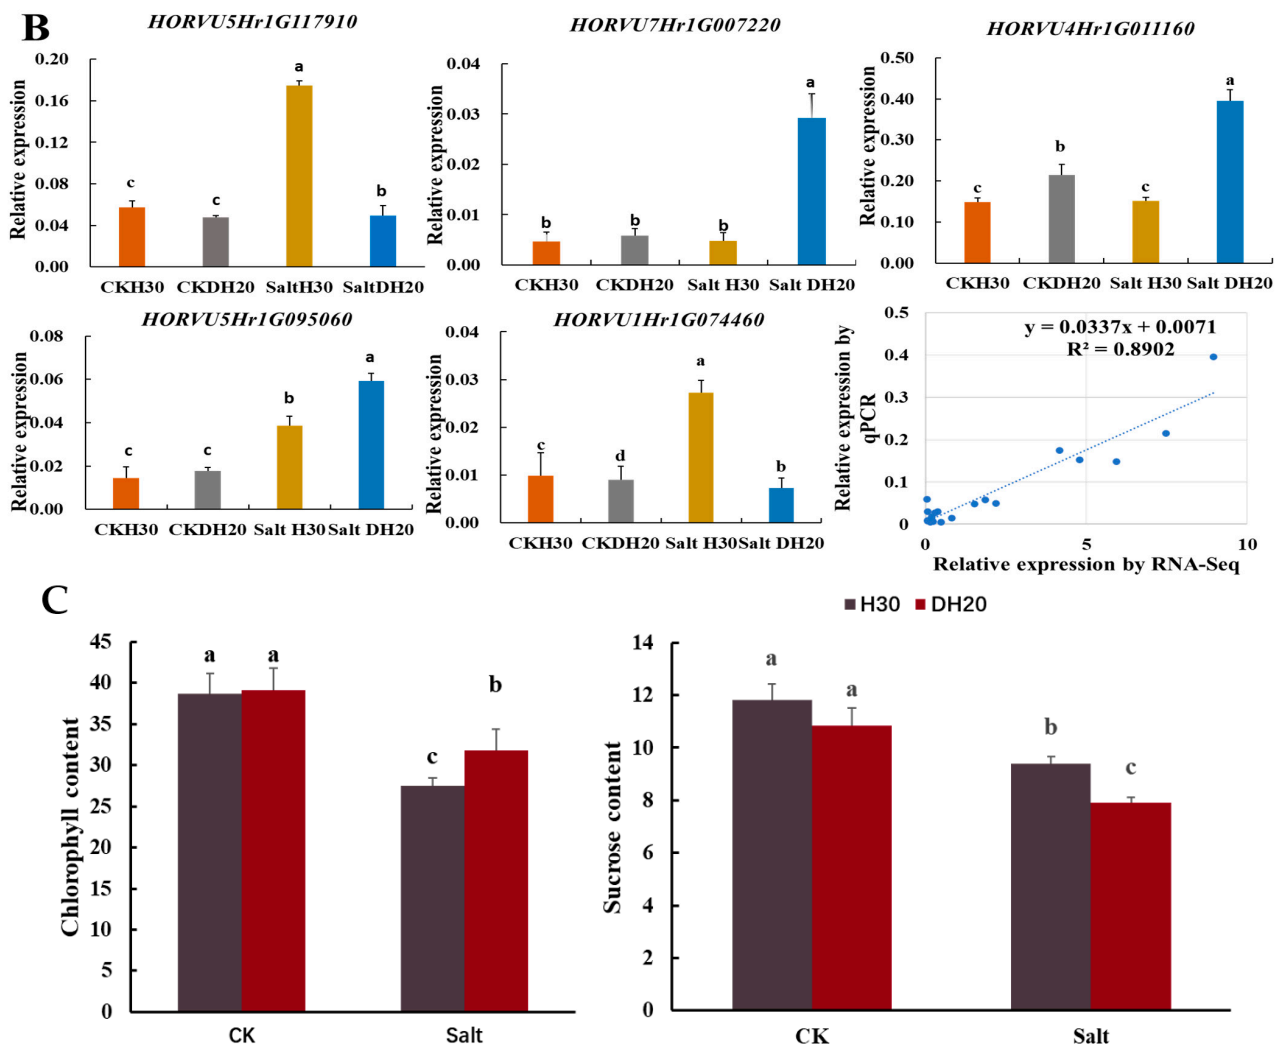 B
HORVU5Hr1G117910
Relative expression
0.20
0.16
0.12
0.08
0.04
0.00
c
c
a
b
CKH30 CKDH20 SaltH30 SaltDH20
HORVU7Hr1G007220
Relative expression
0.04
0.03
0.02
0.01
0.00
b
b
b
a
CKH30 CKDH20 Salt H30 Salt DH20
HORVU4Hr1G011160
Relative expression
0.50
0.40
0.30
0.20
0.10
0.00
c
b
c
a
CKH30 CKDH20 Salt H30 Salt DH20
HORVU5Hr1G095060
Relative expression
0.08
0.06
0.04
0.02
0.00
c
c
b
a
CKH30 CKDH20 Salt H30 Salt DH20
HORVU1Hr1G074460
Relative expression
0.04
0.03
0.02
0.01
0.00
c
d
a
b
CKH30 CKDH20 Salt H30 Salt DH20
Relative expression by
qPCR
0.5
0.4
0.3
0.2
0.1
0
y = 0.0337x + 0.0071
R² = 0.8902
0 5 10
Relative expression by RNA-Seq
C
H30 DH20
Chlorophyll content
45
40
35
30
25
20
15
10
5
0
a
a
c
b
CK Salt
Sucrose content
14
12
10
8
6
4
2
0
a
a
b
c
CK Salt